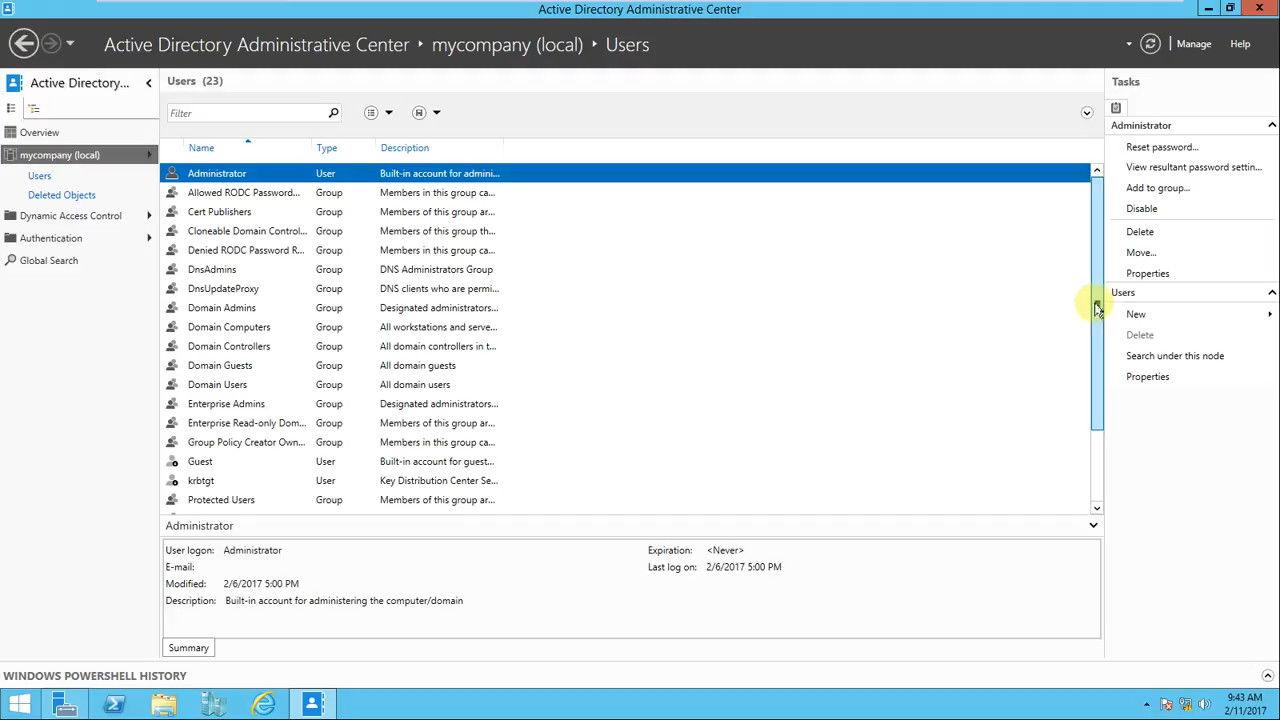 Active Directory Administrative Center
Active Directory Administrative Center
mycompany (local)
Users
Manage
Help
Active Directory...
Overview
mycompany (local)
Users
Deleted Objects
Dynamic Access Control
Authentication
Global Search
Users (23)
Filter
Name Type Description
Administrator User Built-in account for admini...
Allowed RODC Password... Group Members in this group ca...
Cert Publishers Group Members of this group ar...
Cloneable Domain Control... Group Members of this group th...
Denied RODC Password R... Group Members in this group ca...
DnsAdmins Group DNS Administrators Group
DnsUpdateProxy Group DNS clients who are permi...
Domain Admins Group Designated administrators...
Domain Computers Group All workstations and serve...
Domain Controllers Group All domain controllers in t...
Domain Guests Group All domain guests
Domain Users Group All domain users
Enterprise Admins Group Designated administrators...
Enterprise Read-only Dom... Group Members of this group ar...
Group Policy Creator Own... Group Members in this group ca...
Guest User Built-in account for guest...
krbtgt User Key Distribution Center Se...
Protected Users Group Members of this group ar...
Administrator
User logon: Administrator
E-mail:
Modified: 2/6/2017 5:00 PM
Description: Built-in account for administering the computer/domain
Expiration: <Never>
Last log on: 2/6/2017 5:00 PM
Summary
Tasks
Administrator
Reset password...
View resultant password settin...
Add to group...
Disable
Delete
Move...
Properties
Users
New
Delete
Search under this node
Properties
WINDOWS POWERSHELL HISTORY
9:43 AM
2/11/2017